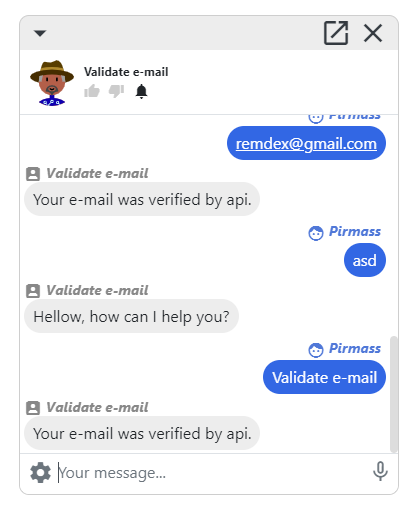 Validate e-mail
Pirmass
remdex@gmail.com
Validate e-mail
Your e-mail was verified by api.
Pirmass
asd
Validate e-mail
Hellow, how can I help you?
Pirmass
Validate e-mail
Validate e-mail
Your e-mail was verified by api.
Your message...